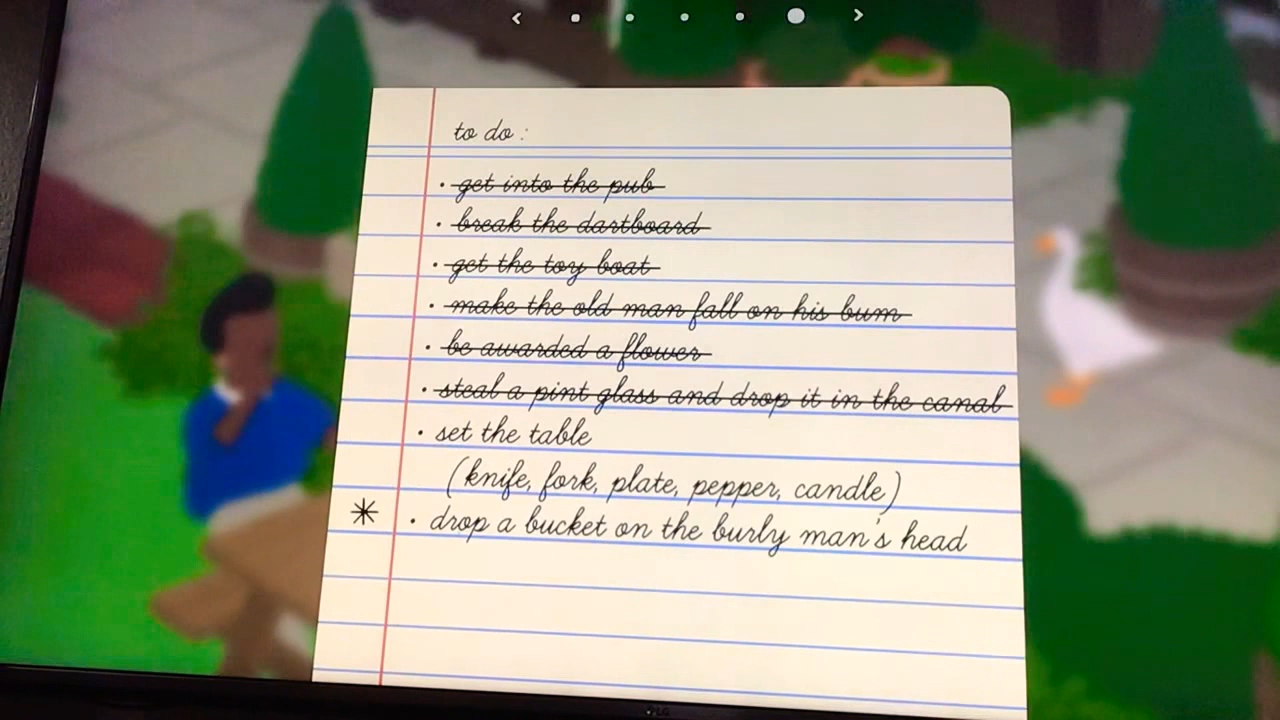 to do :
· get into the pub
· break the dartboard
· get the toy boat
· make the old man fall on his bum
· be awarded a flower
· steal a pint glass and drop it in the canal
· set the table
(knife, fork, plate, pepper, candle)
· drop a bucket on the burly man's head
LG